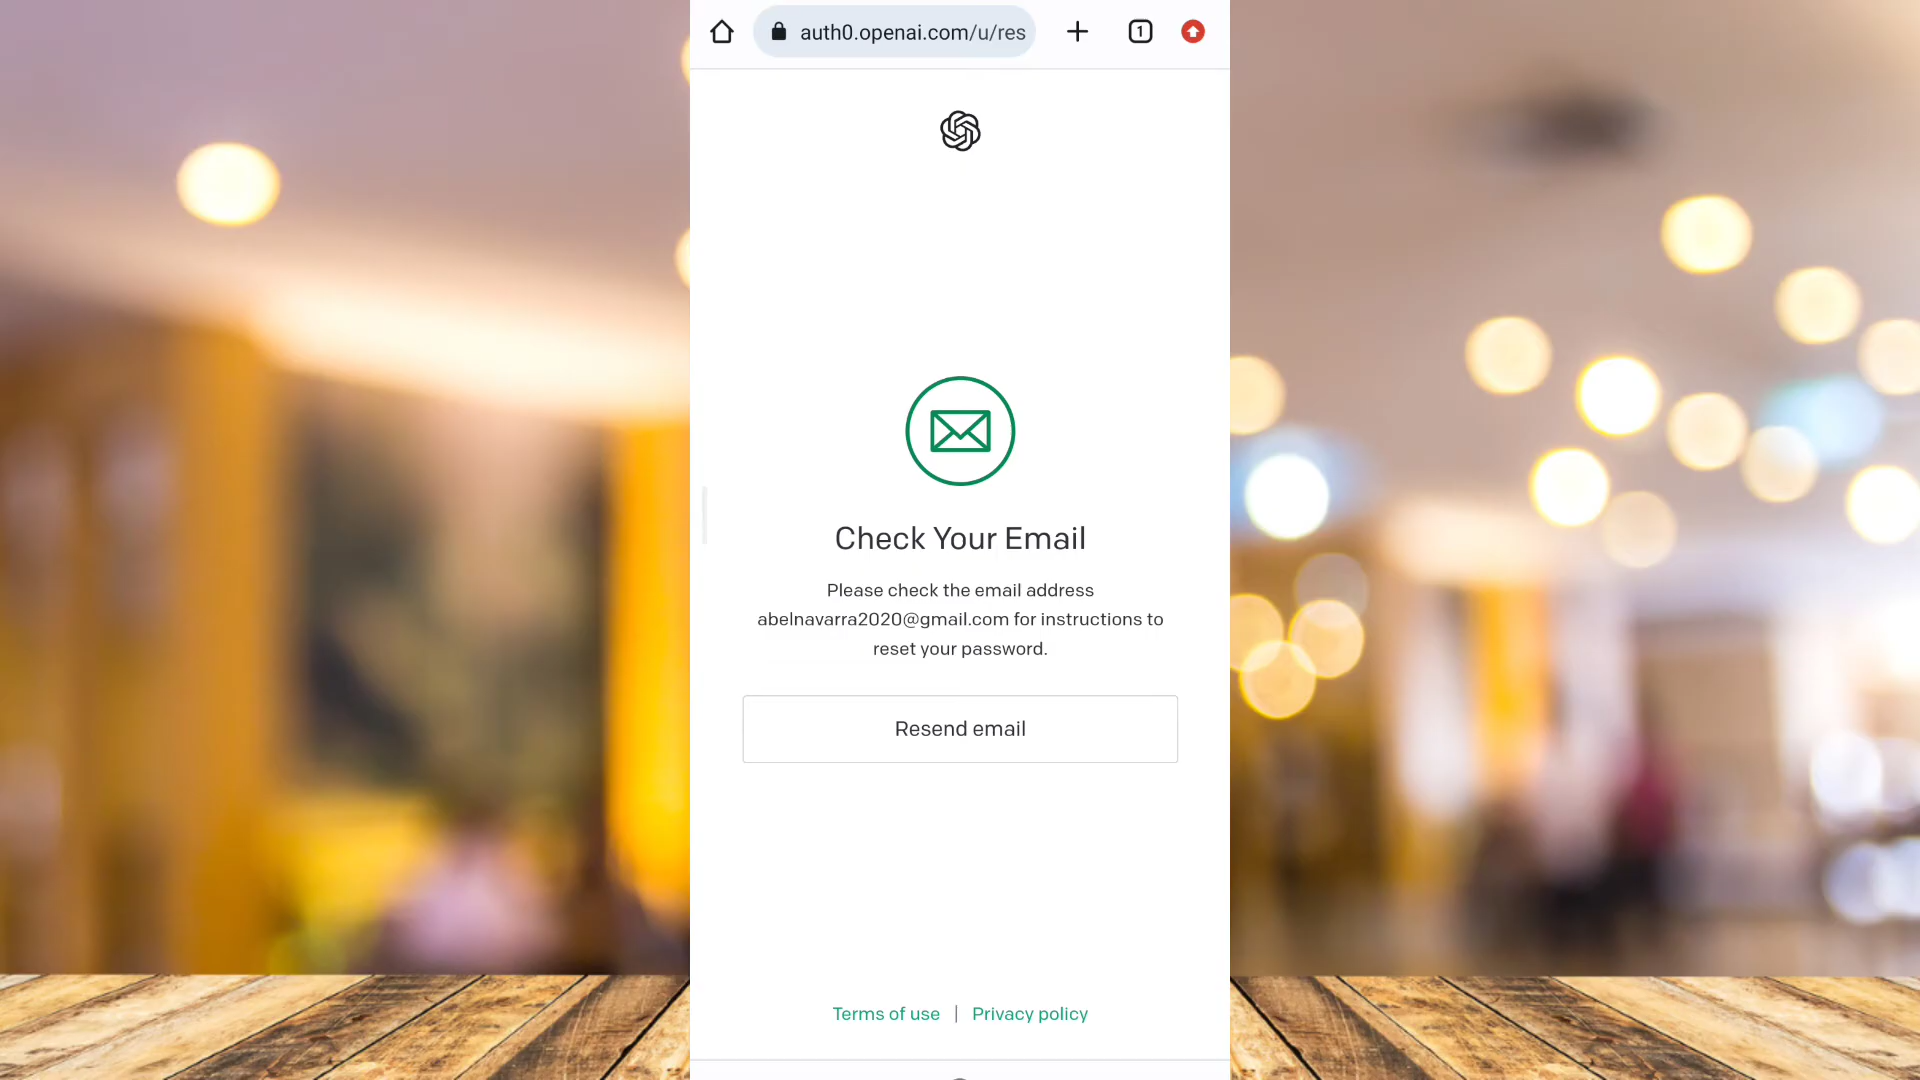 auth0.openai.com/u/res
1
Check Your Email
Please check the email address
abelnavarra2020@gmail.com for instructions to
reset your password.
Resend email
Terms of use | Privacy policy